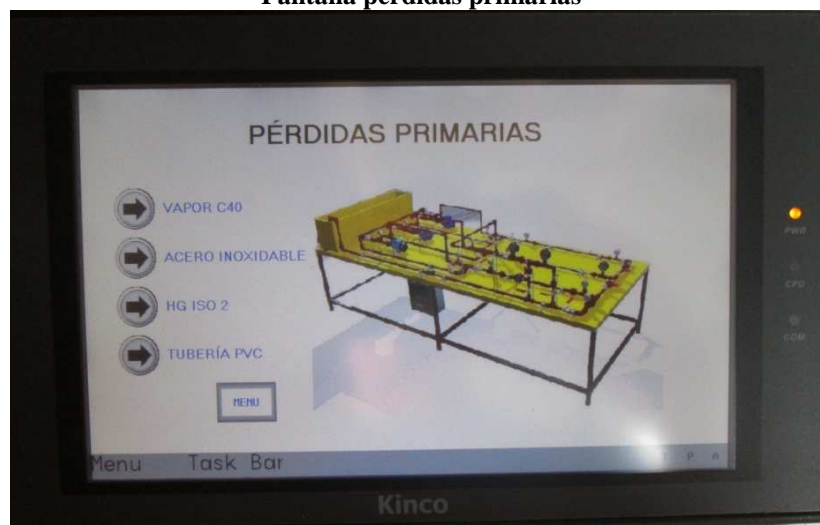 Pantalla pérdidas primarias
PÉRDIDAS PRIMARIAS
VAPOR C40
ACERO INOXIDABLE
HG ISO 2
TUBERÍA PVC
MENU
Menu Task Bar
T P A
Kinco
PWR
CPU
COM